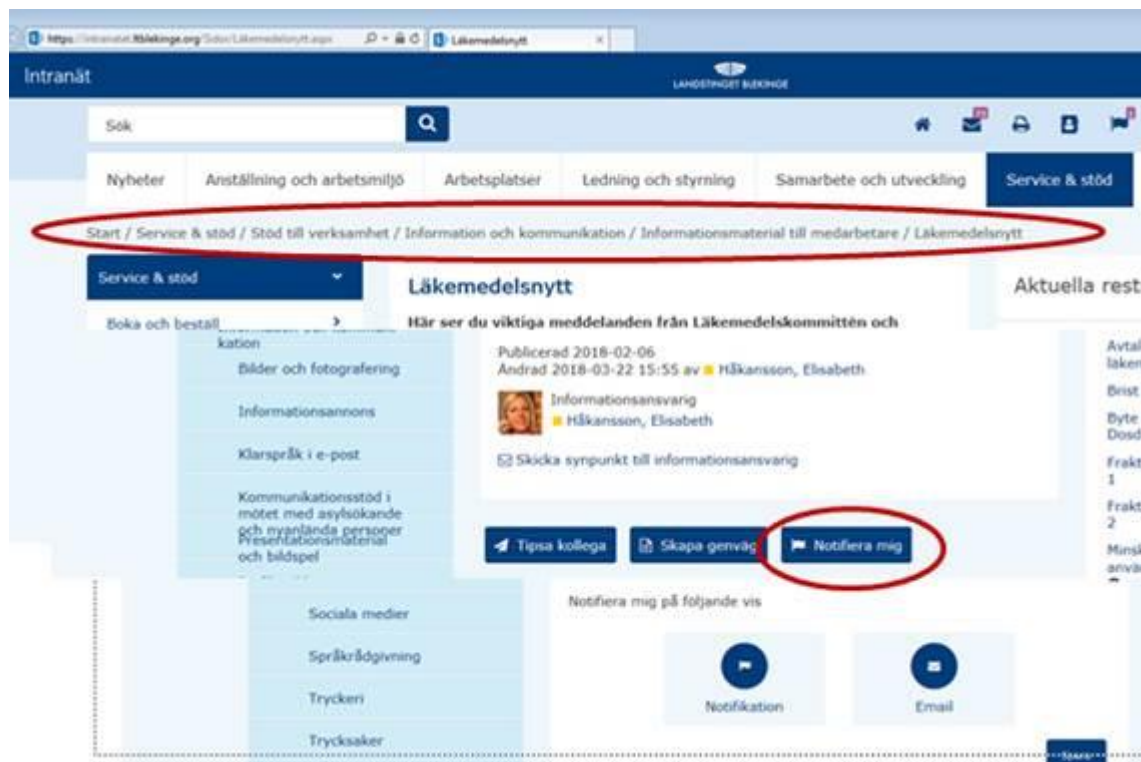 https://intranatet.ltblekinge.org/Sidor/Läkemedelsnytt.aspx
Läkemedelsnytt
Intranät
LANDSTINGET BLEKINGE
Sök
Nyheter Anställning och arbetsmiljö Arbetsplatser Ledning och styrning Samarbete och utveckling Service & stöd
Start / Service & stöd / Stöd till verksamhet / Information och kommunikation / Informationsmaterial till medarbetare / Läkemedelsnytt
Service & stöd
Läkemedelsnytt
Aktuella rest
Boka och beställ
Här ser du viktiga meddelanden från Läkemedelskommittén och
kation
Bilder och fotografering
Informationsannons
Klarspråk i e-post
Kommunikationsstöd i
mötet med asylsökande
och nyanlända personer
Presentationsmaterial
och bildspel
Publicerad 2018-02-06
Ändrad 2018-03-22 15:55 av Håkansson, Elisabeth
Informationsansvarig
Håkansson, Elisabeth
Skicka synpunkt till informationsansvarig
Tipsa kollega Skapa genväg Notifiera mig
Avtal
läkem
Brist
Byte
Dosd
Frakt
1
Frakt
2
Minsk
använ
Sociala medier
Språkrådgivning
Tryckeri
Trycksaker
Notifiera mig på följande vis
Notifikation Email